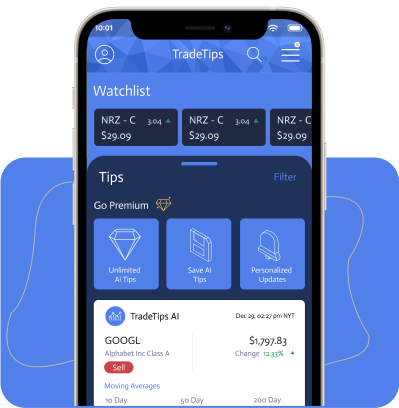 10:01
TradeTips
Watchlist
NRZ - C 3.04 ▲ NRZ - C 3.04 ▲ NRZ - C
$29.09 $29.09 $29.09
Tips Filter
Go Premium
Unlimited Save AI Personalized
Ai Tips Tips Updates
TradeTips AI Dec 29, 02:27 pm NYT
GOOGL $1,797.83
Alphabet Inc Class A Change 12.33% ▲
Sell
Moving Averages
10 Day 50 Day 200 Day